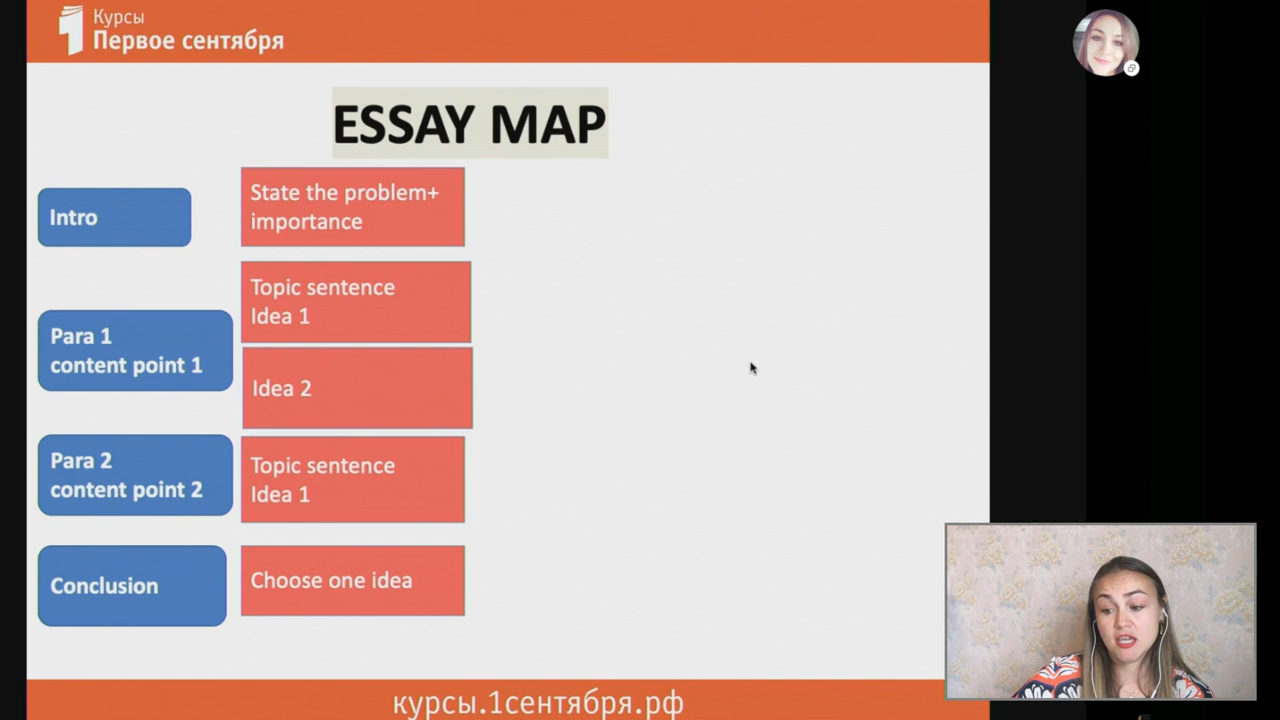 Курсы
Первое сентября
ESSAY MAP
Intro
State the problem+
importance
Para 1
content point 1
Topic sentence
Idea 1
Idea 2
Para 2
content point 2
Topic sentence
Idea 1
Conclusion
Choose one idea
курсы.1сентября.рф